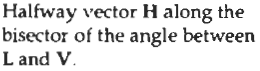 Halfway vector H along the
bisector of the angle between
L and V.